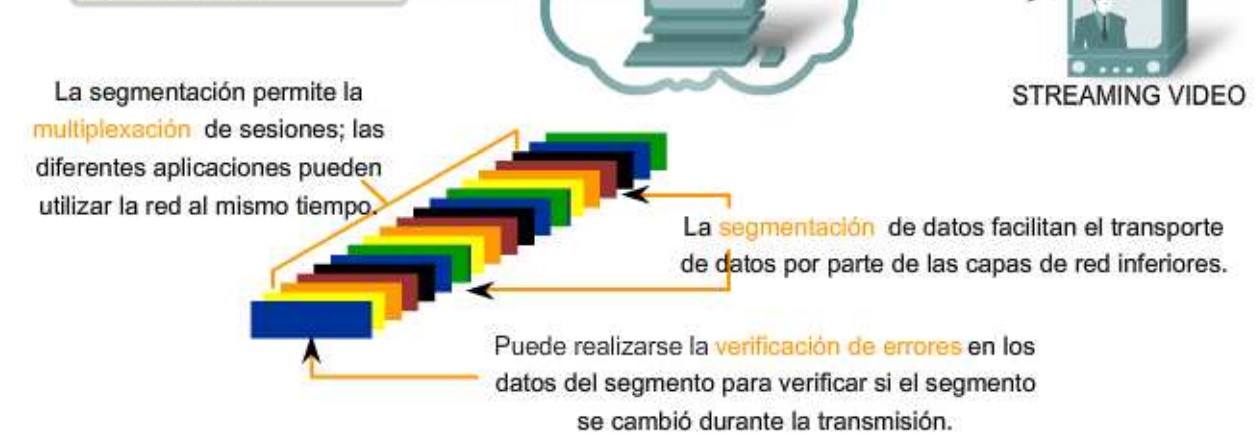 STREAMING VIDEO
La segmentación permite la
multiplexación de sesiones; las
diferentes aplicaciones pueden
utilizar la red al mismo tiempo.
La segmentación de datos facilitan el transporte
de datos por parte de las capas de red inferiores.
Puede realizarse la verificación de errores en los
datos del segmento para verificar si el segmento
se cambió durante la transmisión.